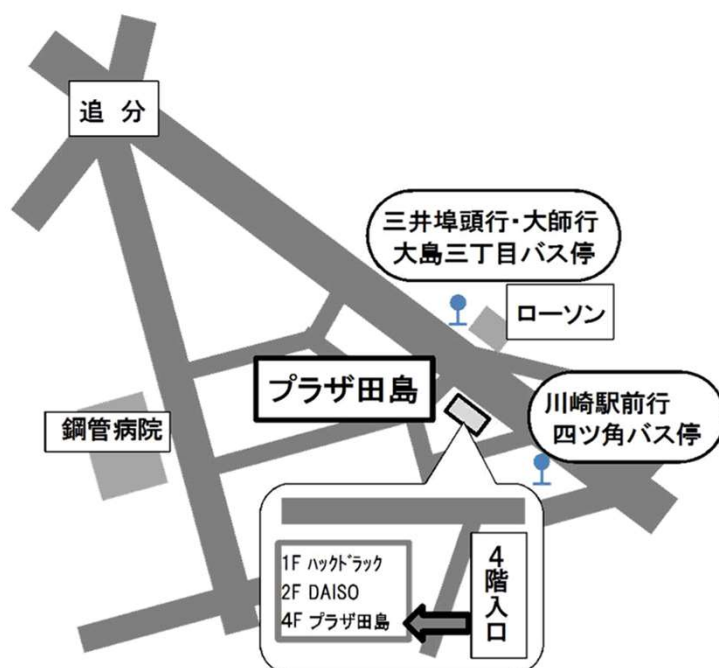 追 分
三井埠頭行・大師行
大島三丁目バス停
ローソン
プラザ田島
川崎駅前行
四ツ角バス停
鋼管病院
1F ハックドラック
2F DAISO
4F プラザ田島
4階入口